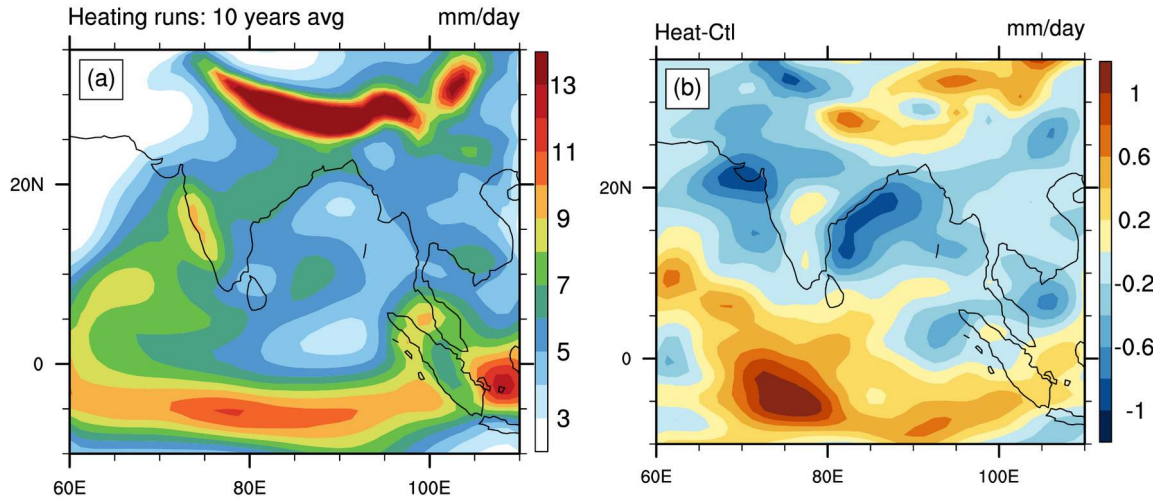 Heating runs: 10 years avg mm/day
(a)
20N
0
60E 80E 100E
13
11
9
7
5
3
Heat-Ctl mm/day
(b)
20N
0
60E 80E 100E
1
0.6
0.2
-0.2
-0.6
-1